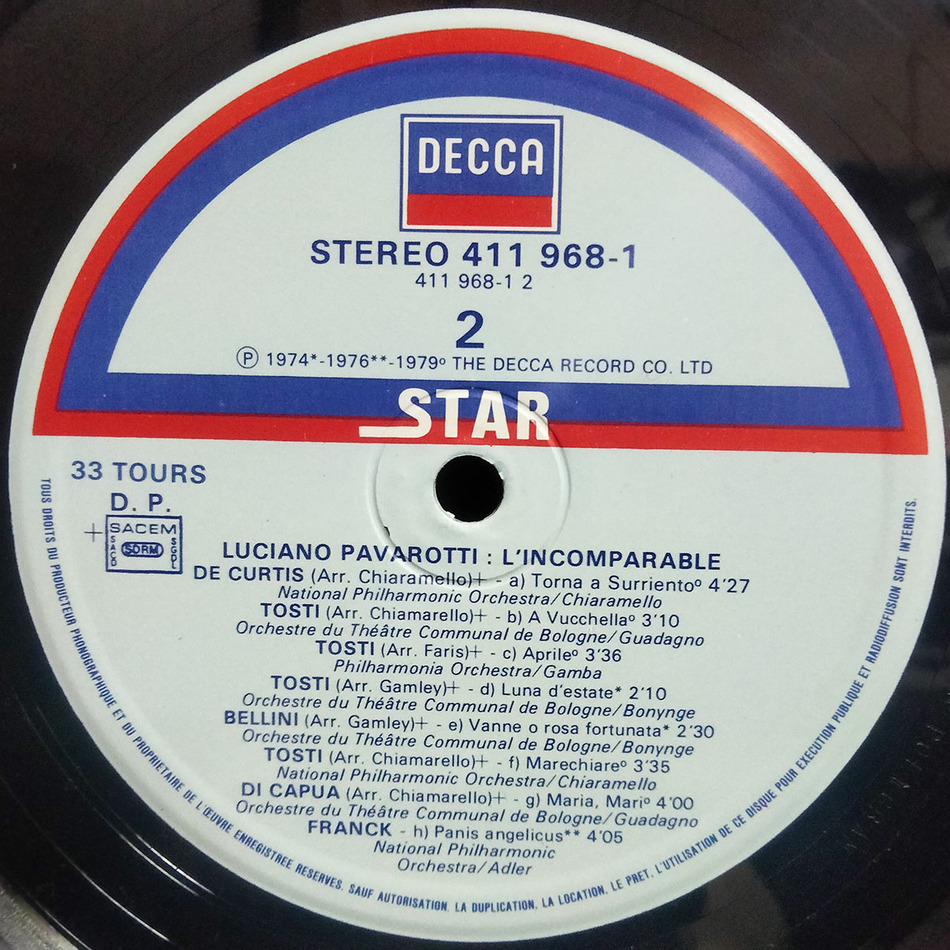 DECCA
STEREO 411 968-1
411 968-1 2
2
Ⓟ 1974*-1976**-1979º THE DECCA RECORD CO. LTD
STAR
33 TOURS
D. P.
+ SACEM
SACD SDRM SGDL
LUCIANO PAVAROTTI : L'INCOMPARABLE
DE CURTIS (Arr. Chiaramello)+ - a) Torna a Surrientoº 4'27
National Philharmonic Orchestra/Chiaramello
TOSTI (Arr. Chiamarello)+ - b) A Vucchellaº 3'10
Orchestre du Théâtre Communal de Bologne/Guadagno
TOSTI (Arr. Faris)+ - c) Aprileº 3'36
Philharmonia Orchestra/Gamba
TOSTI (Arr. Gamley)+ - d) Luna d'estate* 2'10
Orchestre du Théâtre Communal de Bologne/Bonynge
BELLINI (Arr. Gamley)+ - e) Vanne o rosa fortunata* 2'30
Orchestre du Théâtre Communal de Bologne/Bonynge
TOSTI (Arr. Chiamarello)+ - f) Marechiareº 3'35
National Philharmonic Orchestra/Chiaramello
DI CAPUA (Arr. Chiamarello)+ - g) Maria, Mariº 4'00
Orchestre du Théâtre Communal de Bologne/Guadagno
FRANCK - h) Panis angelicus** 4'05
National Philharmonic
Orchestra/Adler
TOUS DROITS DU PRODUCTEUR PHONOGRAPHIQUE ET DU PROPRIETAIRE DE L'ŒUVRE ENREGISTREE RESERVES. SAUF AUTORISATION, LA DUPLICATION, LA LOCATION, LE PRET, L'UTILISATION DE CE DISQUE POUR EXECUTION PUBLIQUE ET RADIODIFFUSION SONT INTERDITS.